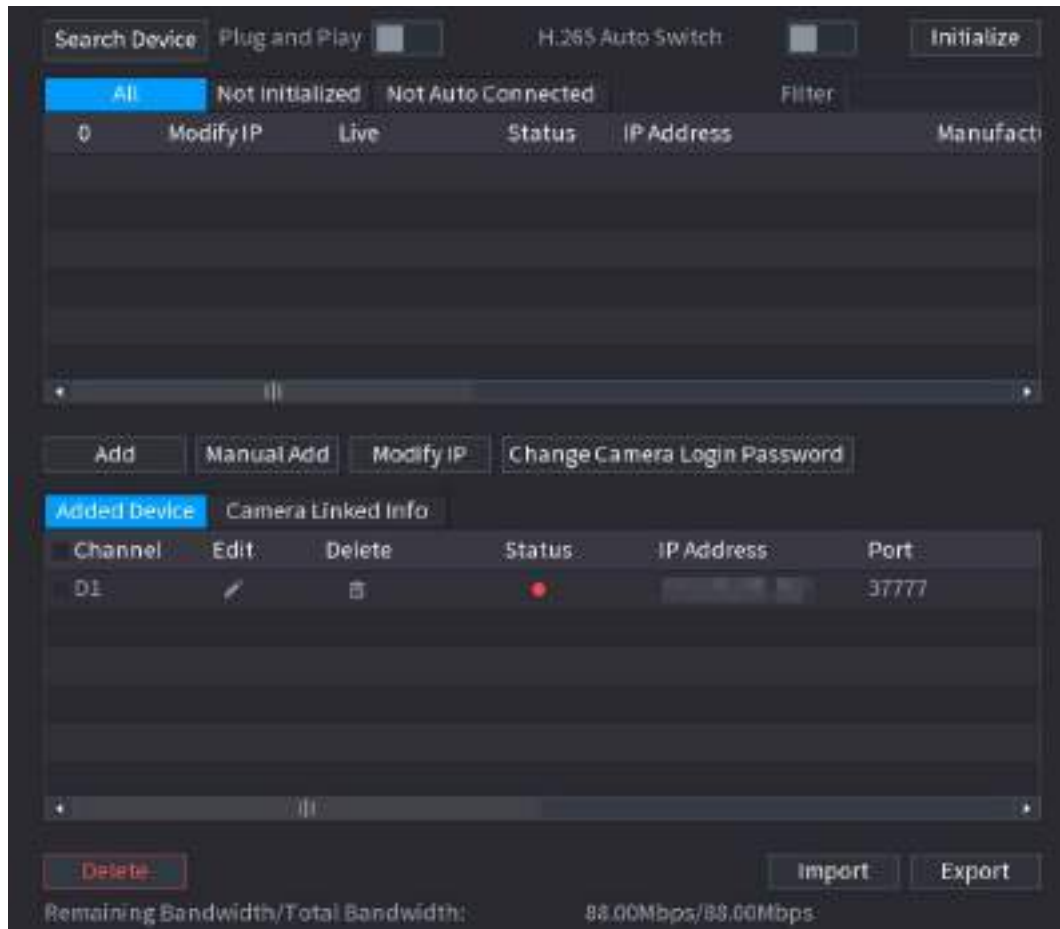 Search Device Plug and Play H.265 Auto Switch Initialize
All Not Initialized Not Auto Connected Filter
0 Modify IP Live Status IP Address Manufactu
Add Manual Add Modify IP Change Camera Login Password
Added Device Camera Linked Info
Channel Edit Delete Status IP Address Port
D1 37777
Delete Import Export
Remaining Bandwidth/Total Bandwidth: 88.00Mbps/88.00Mbps